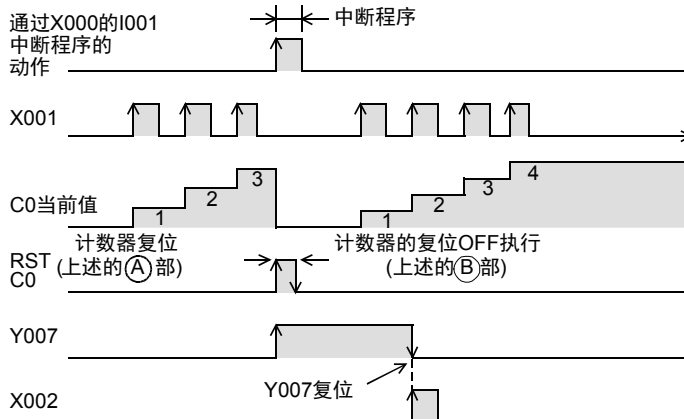 通过X000的I001
中断程序的
动作
中断程序
X001
C0当前值
1
2
3
1
2
3
4
计数器复位
(上述的Ⓐ部)
计数器的复位OFF执行
(上述的Ⓑ部)
RST
C0
Y007
Y007复位
X002